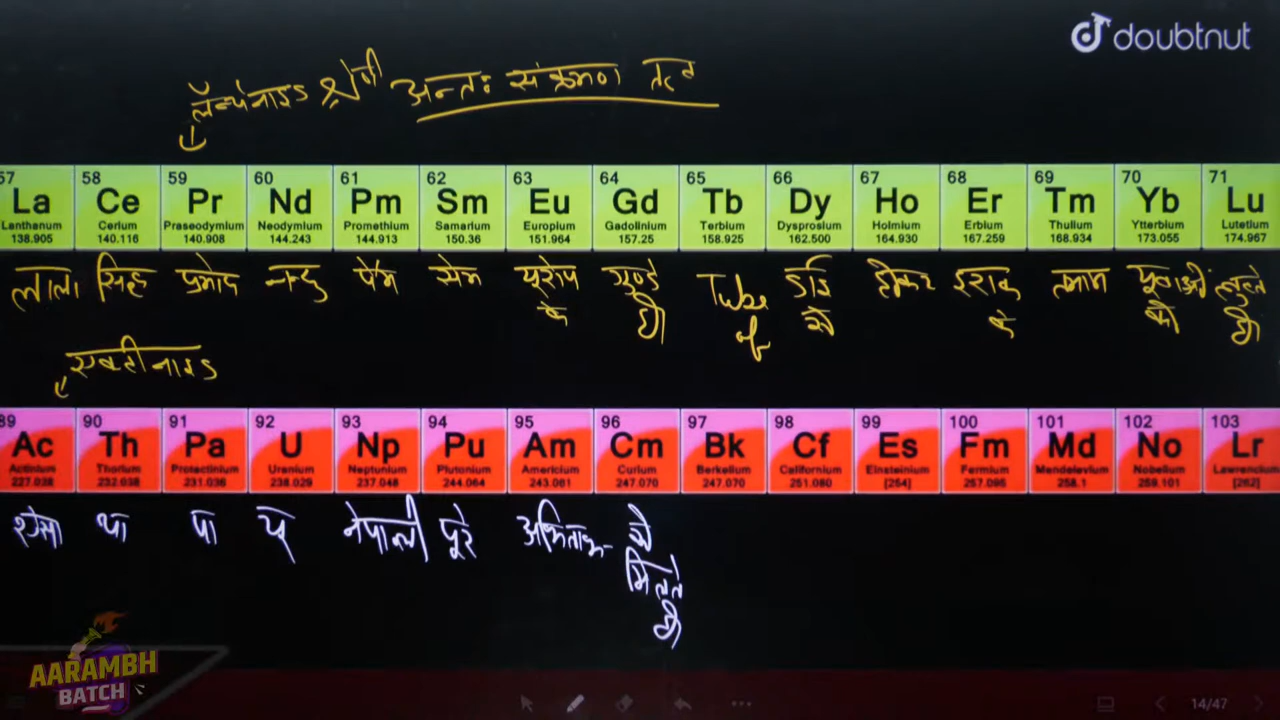 doubtnut
लॅन्थेनाइड श्रेणी अन्तः संक्रमण तत्व
57 58 59 60 61 62 63 64 65 66 67 68 69 70 71
La Ce Pr Nd Pm Sm Eu Gd Tb Dy Ho Er Tm Yb Lu
Lanthanum Cerium Praseodymium Neodymium Promethium Samarium Europium Gadolinium Terbium Dysprosium Holmium Erbium Thulium Ytterbium Lutetium
138.905 140.116 140.908 144.243 144.913 150.36 151.964 157.25 158.925 162.500 164.930 167.259 168.934 173.055 174.967
लाला सिंह प्रमोद नन्दु पेम सेम यूरोप गुण्डे Tube डाई होकर इराक तमाम युवाओं लुटते
के ही of से के को ही
एक्टीनाइड
89 90 91 92 93 94 95 96 97 98 99 100 101 102 103
Ac Th Pa U Np Pu Am Cm Bk Cf Es Fm Md No Lr
Actinium Thorium Protactinium Uranium Neptunium Plutonium Americium Curium Berkelium Californium Einsteinium Fermium Mendelevium Nobelium Lawrencium
227.038 232.038 231.036 238.029 237.048 244.064 243.061 247.070 247.070 251.080 [254] 257.095 258.1 259.101 [262]
था पा यू नेपाली पूरे अमिताभ से
मिलते
ही
AARAMBH
BATCH
14/47